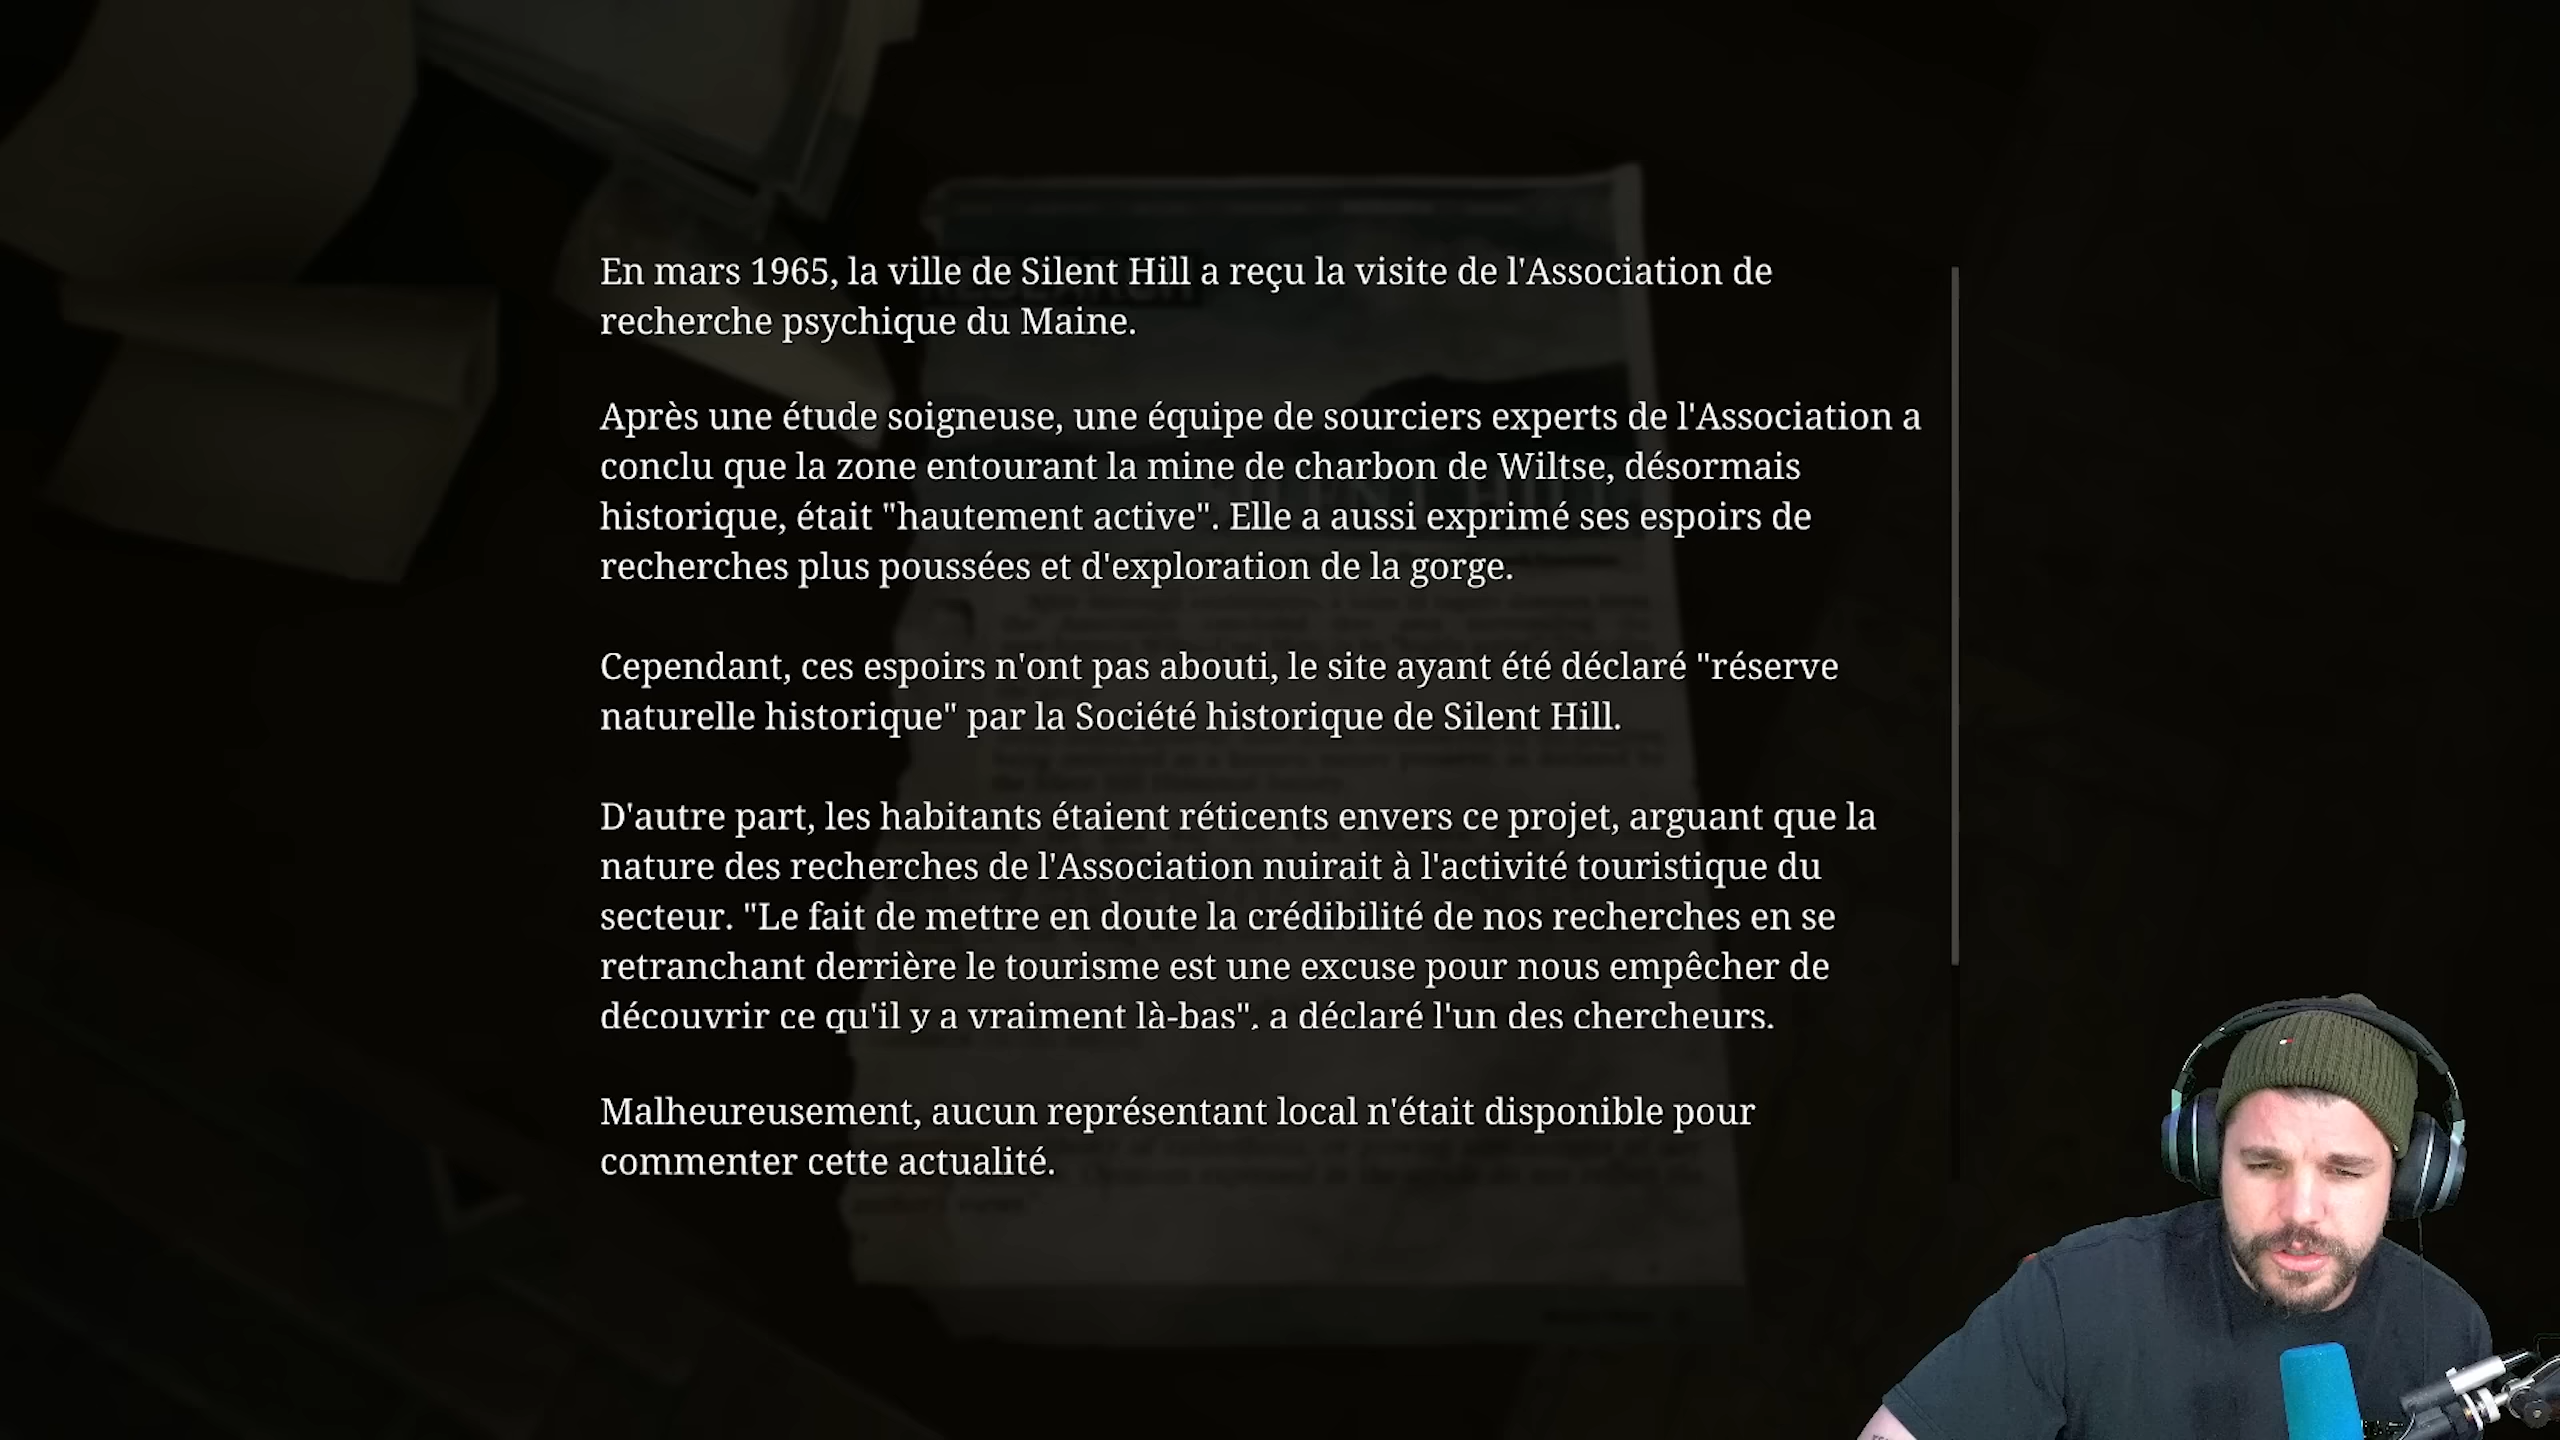 En mars 1965, la ville de Silent Hill a reçu la visite de l'Association de
recherche psychique du Maine.
Après une étude soigneuse, une équipe de sourciers experts de l'Association a
conclu que la zone entourant la mine de charbon de Wiltse, désormais
historique, était "hautement active". Elle a aussi exprimé ses espoirs de
recherches plus poussées et d'exploration de la gorge.
Cependant, ces espoirs n'ont pas abouti, le site ayant été déclaré "réserve
naturelle historique" par la Société historique de Silent Hill.
D'autre part, les habitants étaient réticents envers ce projet, arguant que la
nature des recherches de l'Association nuirait à l'activité touristique du
secteur. "Le fait de mettre en doute la crédibilité de nos recherches en se
retranchant derrière le tourisme est une excuse pour nous empêcher de
découvrir ce qu'il y a vraiment là-bas", a déclaré l'un des chercheurs.
Malheureusement, aucun représentant local n'était disponible pour
commenter cette actualité.